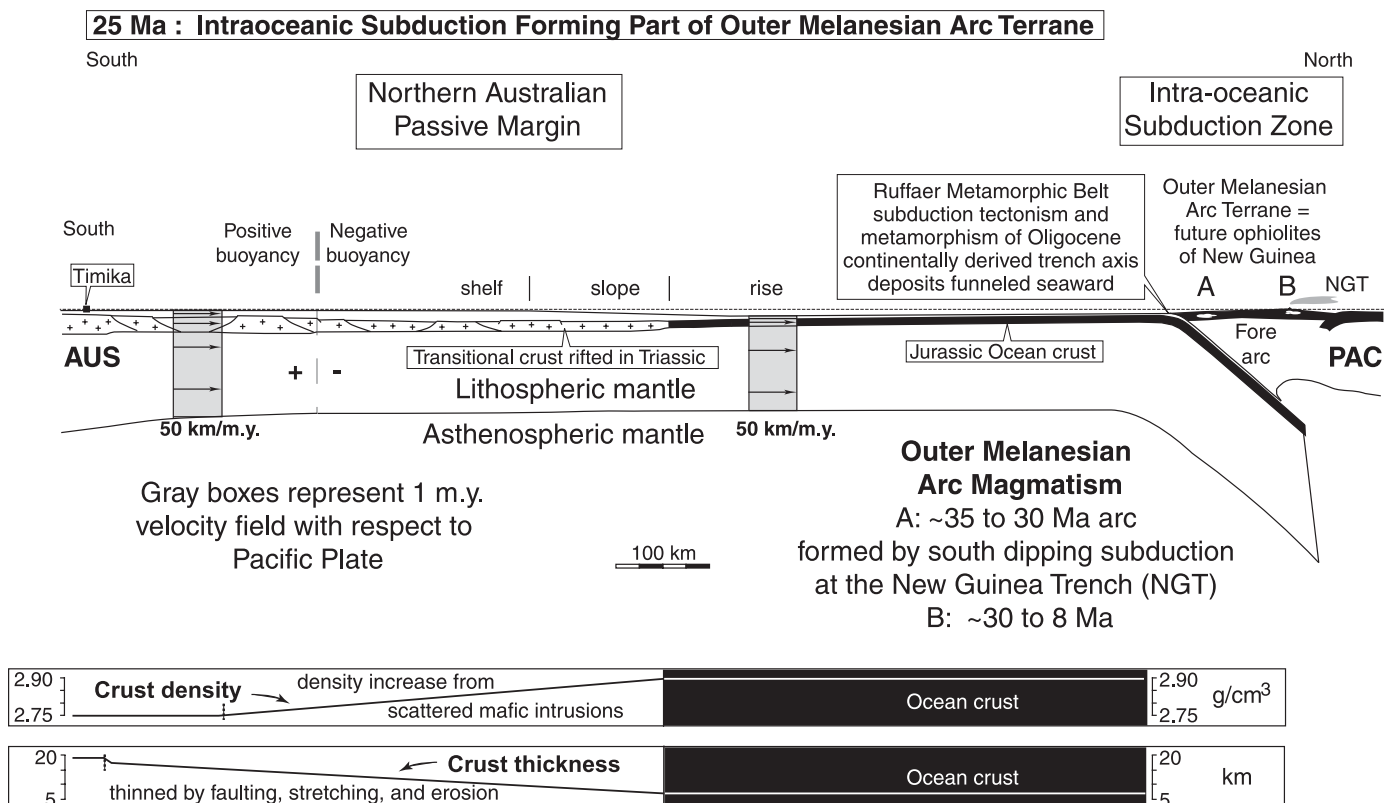 25 Ma : Intraoceanic Subduction Forming Part of Outer Melanesian Arc Terrane
South
North
Northern Australian
Passive Margin
Intra-oceanic
Subduction Zone
Ruffaer Metamorphic Belt
subduction tectonism and
metamorphism of Oligocene
continentally derived trench axis
deposits funneled seaward
Outer Melanesian
Arc Terrane =
future ophiolites
of New Guinea
South
Positive
buoyancy
Negative
buoyancy
Timika
shelf
slope
rise
A
B
NGT
AUS
Transitional crust rifted in Triassic
Jurassic Ocean crust
Fore
arc
PAC
+
-
Lithospheric mantle
50 km/m.y.
Asthenospheric mantle
50 km/m.y.
Gray boxes represent 1 m.y.
velocity field with respect to
Pacific Plate
100 km
Outer Melanesian
Arc Magmatism
A: ~35 to 30 Ma arc
formed by south dipping subduction
at the New Guinea Trench (NGT)
B: ~30 to 8 Ma
2.90
2.75
Crust density
density increase from
scattered mafic intrusions
Ocean crust
2.90
2.75
g/cm³
20
5
Crust thickness
thinned by faulting, stretching, and erosion
Ocean crust
20
5
km